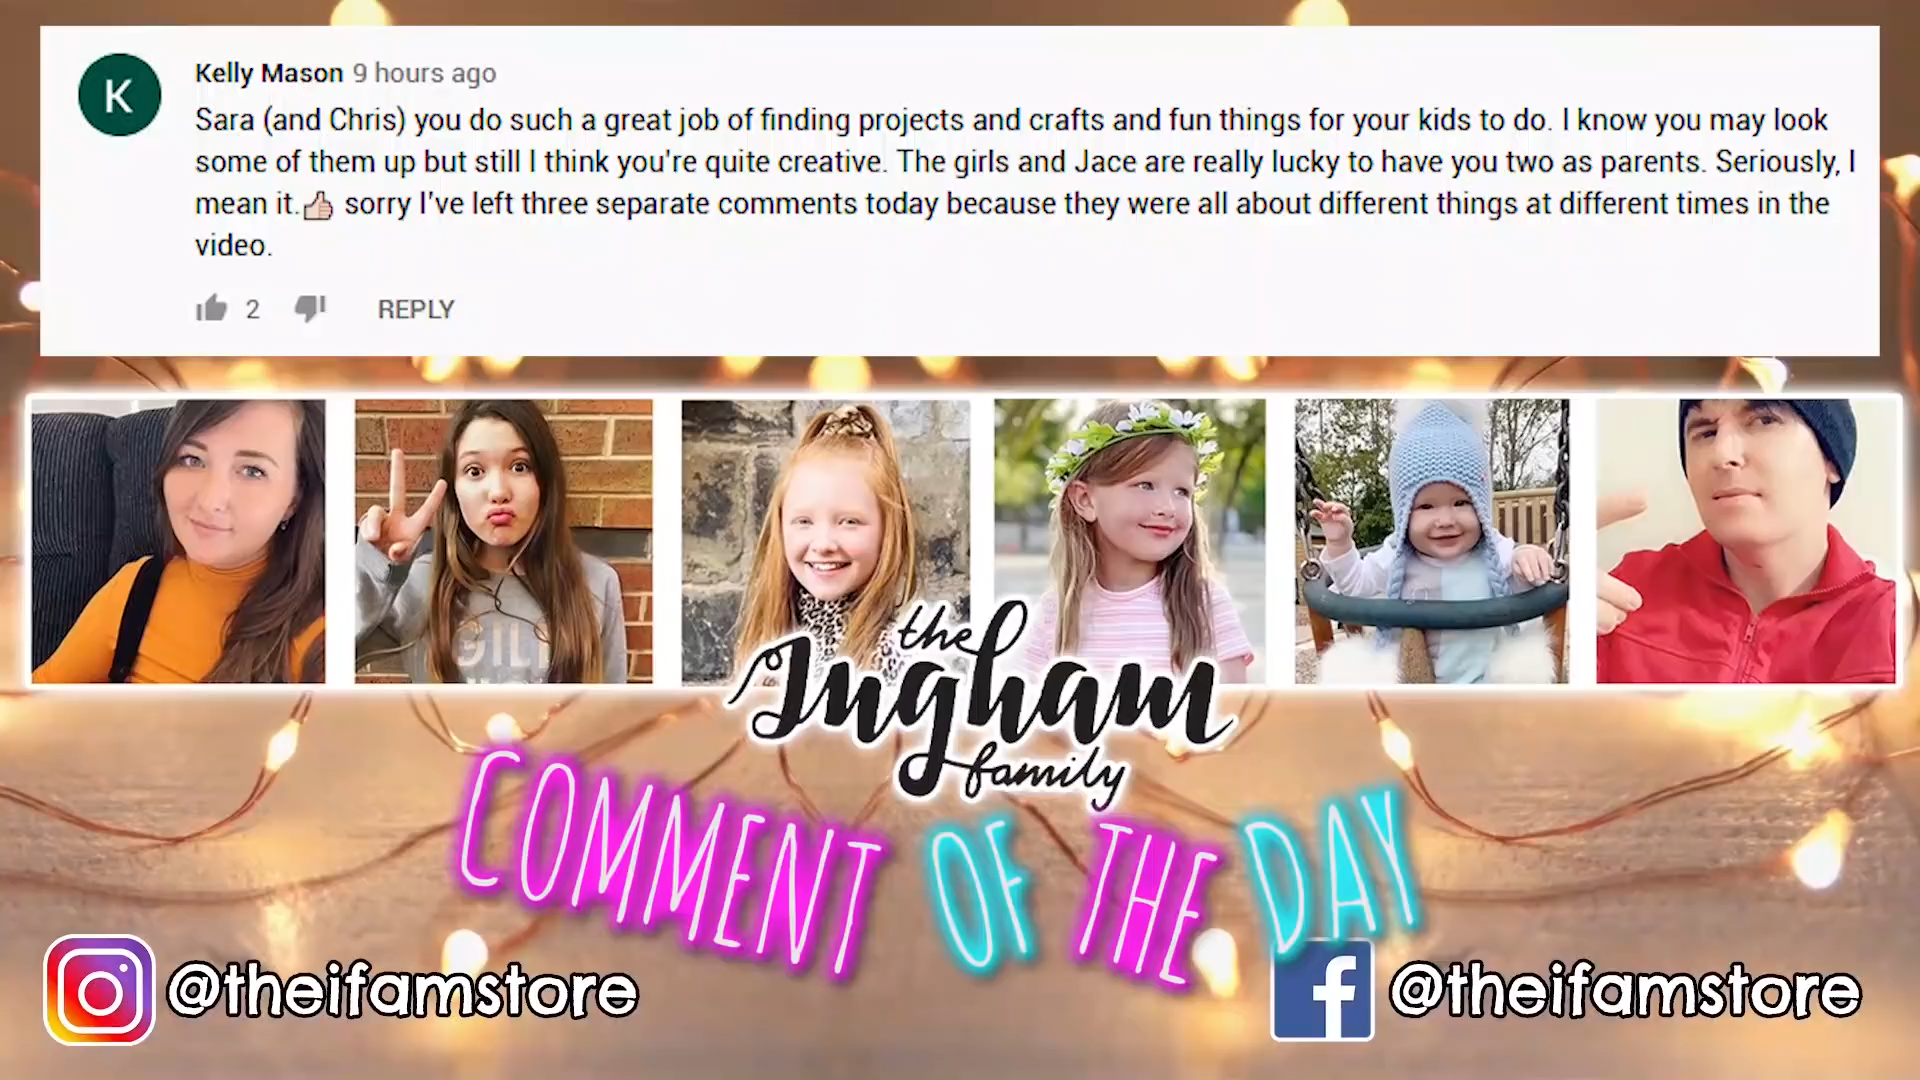 K
Kelly Mason 9 hours ago
Sara (and Chris) you do such a great job of finding projects and crafts and fun things for your kids to do. I know you may look
some of them up but still I think you're quite creative. The girls and Jace are really lucky to have you two as parents. Seriously, I
mean it.👍🏻 sorry I've left three separate comments today because they were all about different things at different times in the
video.
2 REPLY
the
Ingham
family
COMMENT OF THE DAY
@theifamstore
@theifamstore